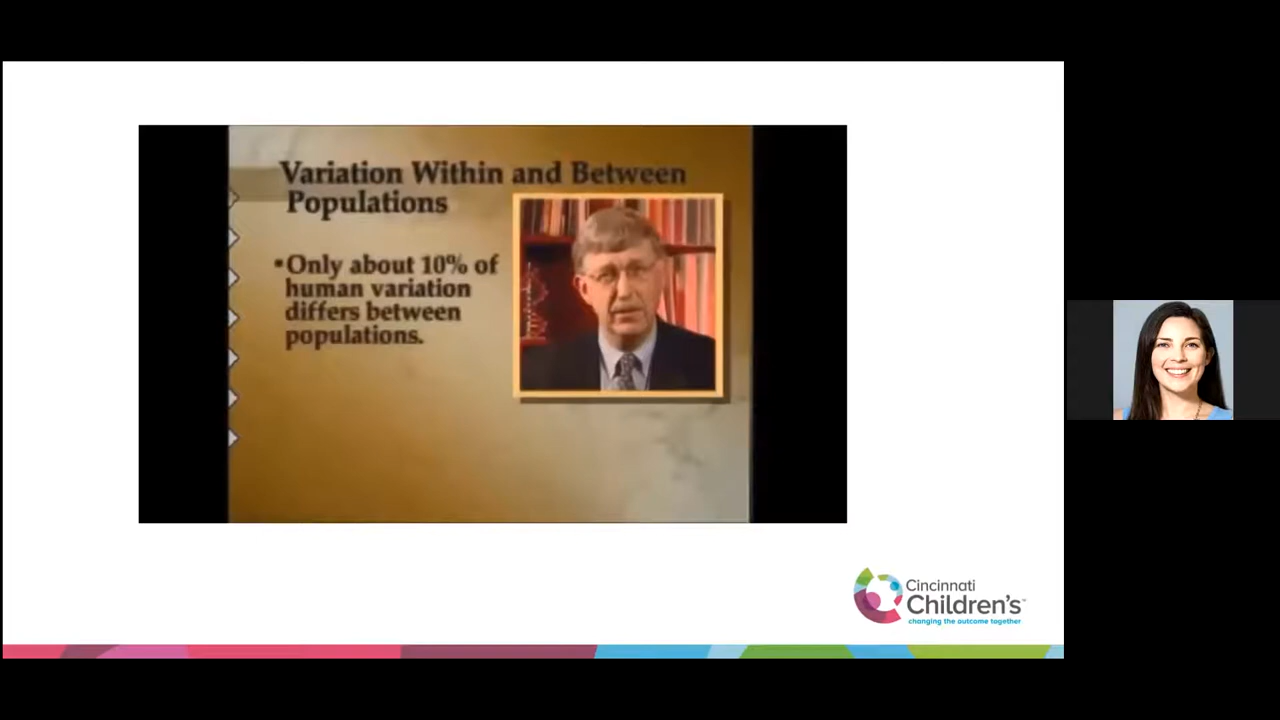 Variation Within and Between
Populations
•Only about 10% of
human variation
differs between
populations.
Cincinnati
Children's™
changing the outcome together